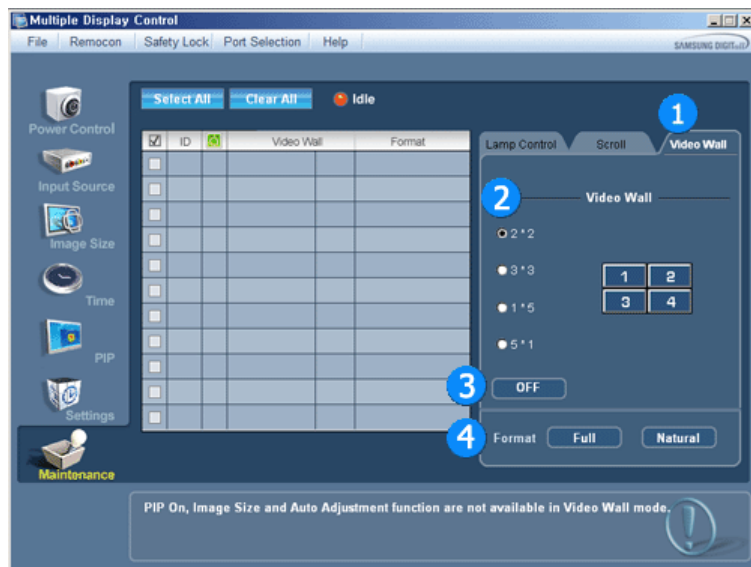 Multiple Display Control
File Remocon Safety Lock Port Selection Help
SAMSUNG DIGITall
Select All Clear All Idle
Power Control
Input Source
Image Size
Time
PIP
Settings
Maintenance
ID Video Wall Format
1
Lamp Control Scroll Video Wall
2
Video Wall
2*2
3*3
1*5
5*1
1 2
3 4
3
OFF
4
Format Full Natural
PIP On, Image Size and Auto Adjustment function are not available in Video Wall mode.